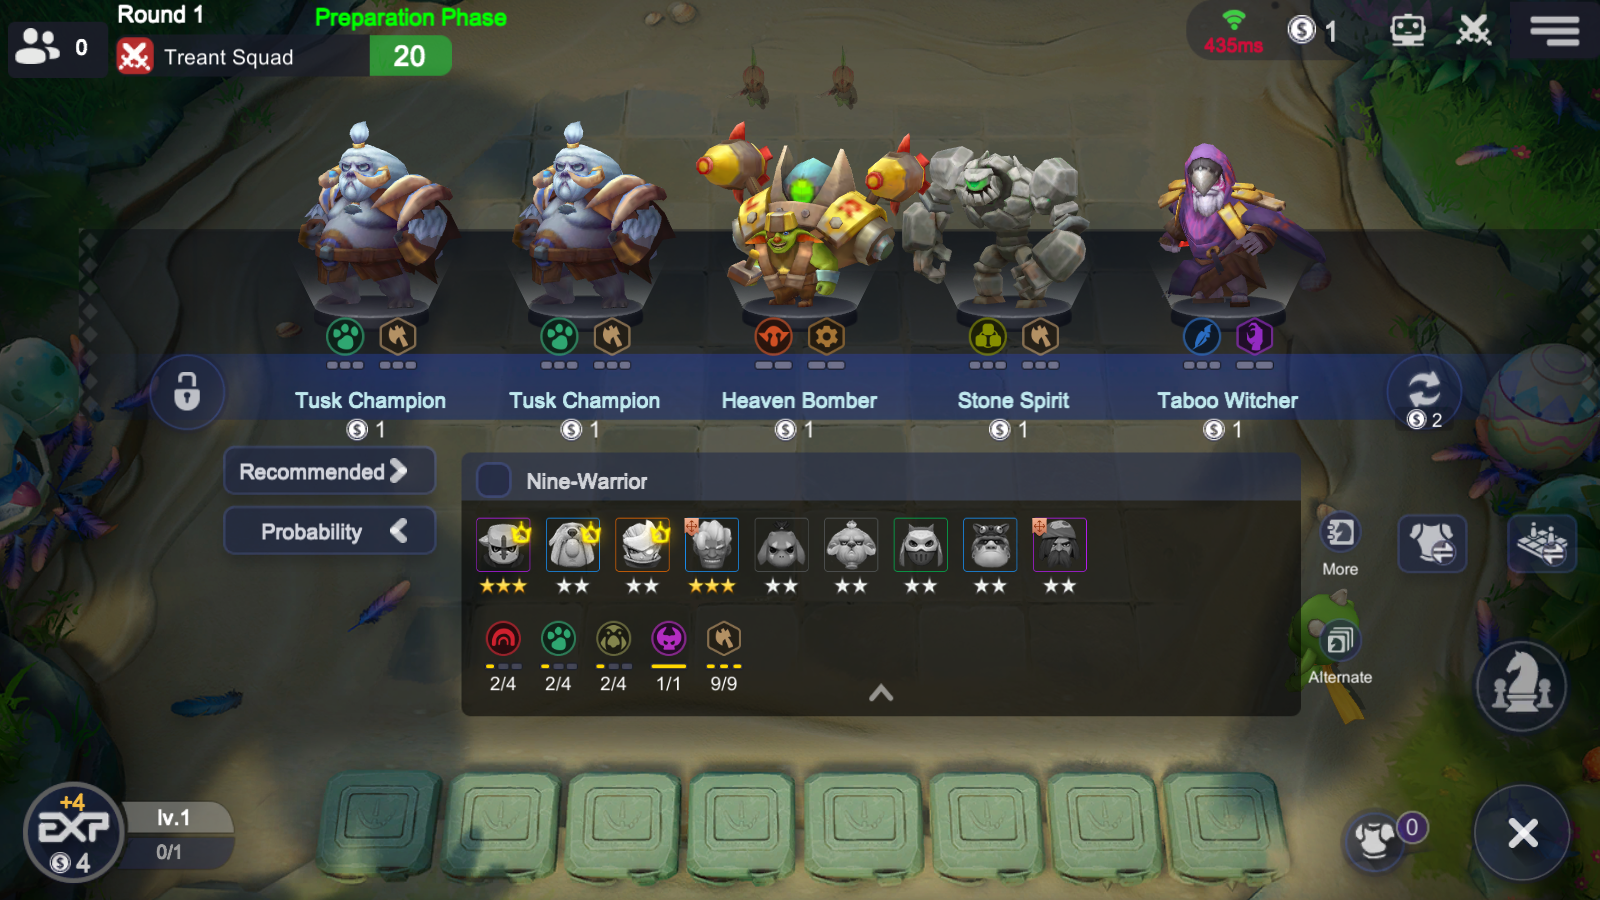 Round 1
Preparation Phase
0
Treant Squad
20
435ms
1
Tusk Champion
Tusk Champion
Heaven Bomber
Stone Spirit
Taboo Witcher
1
1
1
1
1
2
Recommended
Probability
Nine-Warrior
More
2/4
2/4
2/4
1/1
9/9
Alternate
+4
EXP
4
lv.1
0/1
0